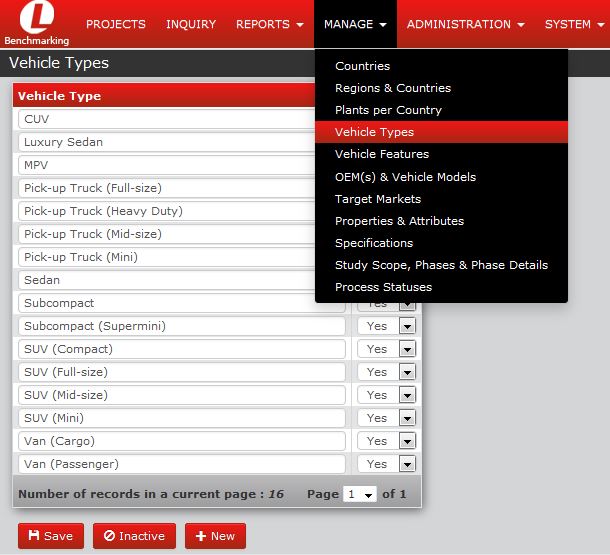 L
Benchmarking
PROJECTS INQUIRY REPORTS MANAGE ADMINISTRATION SYSTEM
Vehicle Types
Countries
Regions & Countries
Plants per Country
Vehicle Types
Vehicle Features
OEM(s) & Vehicle Models
Target Markets
Properties & Attributes
Specifications
Study Scope, Phases & Phase Details
Process Statuses
Vehicle Type
CUV
Luxury Sedan
MPV
Pick-up Truck (Full-size)
Pick-up Truck (Heavy Duty)
Pick-up Truck (Mid-size)
Pick-up Truck (Mini)
Sedan
Subcompact Yes
Subcompact (Supermini) Yes
SUV (Compact) Yes
SUV (Full-size) Yes
SUV (Mid-size) Yes
SUV (Mini) Yes
Van (Cargo) Yes
Van (Passenger) Yes
Number of records in a current page : 16 Page 1 of 1
Save Inactive New